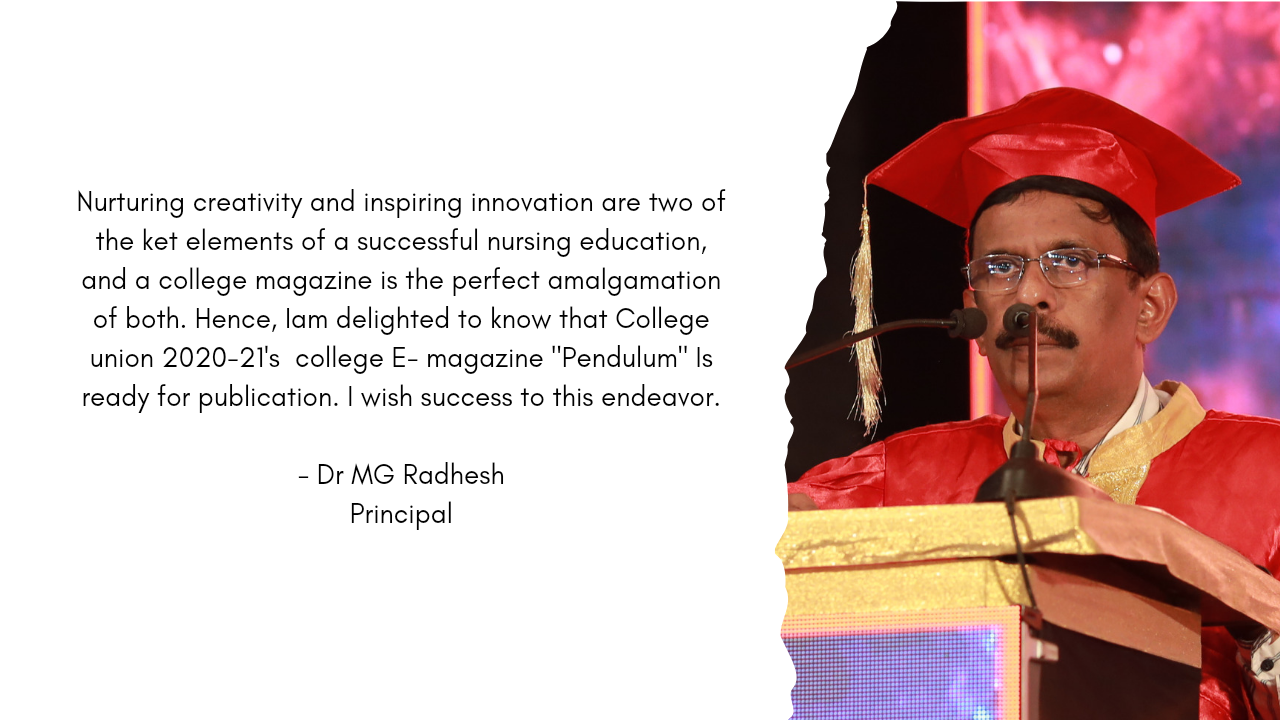 Nurturing creativity and inspiring innovation are two of
the ket elements of a successful nursing education,
and a college magazine is the perfect amalgamation
of both. Hence, Iam delighted to know that College
union 2020-21's  college E- magazine "Pendulum" Is
ready for publication. I wish success to this endeavor.
- Dr MG Radhesh
Principal